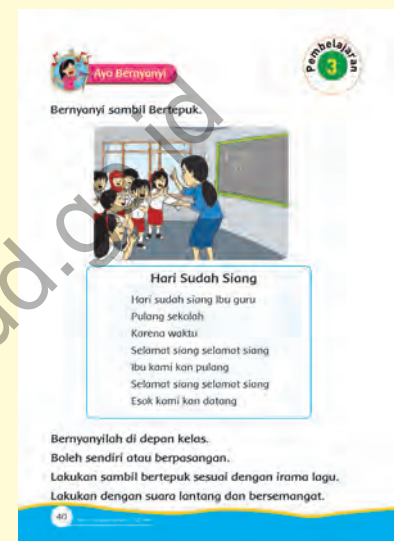 Ayo Bernyanyi
Pembelajaran
3
Bernyanyi sambil Bertepuk.
Hari Sudah Siang
Hari sudah siang Ibu guru
Pulang sekolah
Karena waktu
Selamat siang selamat siang
Ibu kami kan pulang
Selamat siang selamat siang
Esok kami kan datang
Bernyanyilah di depan kelas.
Boleh sendiri atau berpasangan.
Lakukan sambil bertepuk sesuai dengan irama lagu.
Lakukan dengan suara lantang dan bersemangat.
40